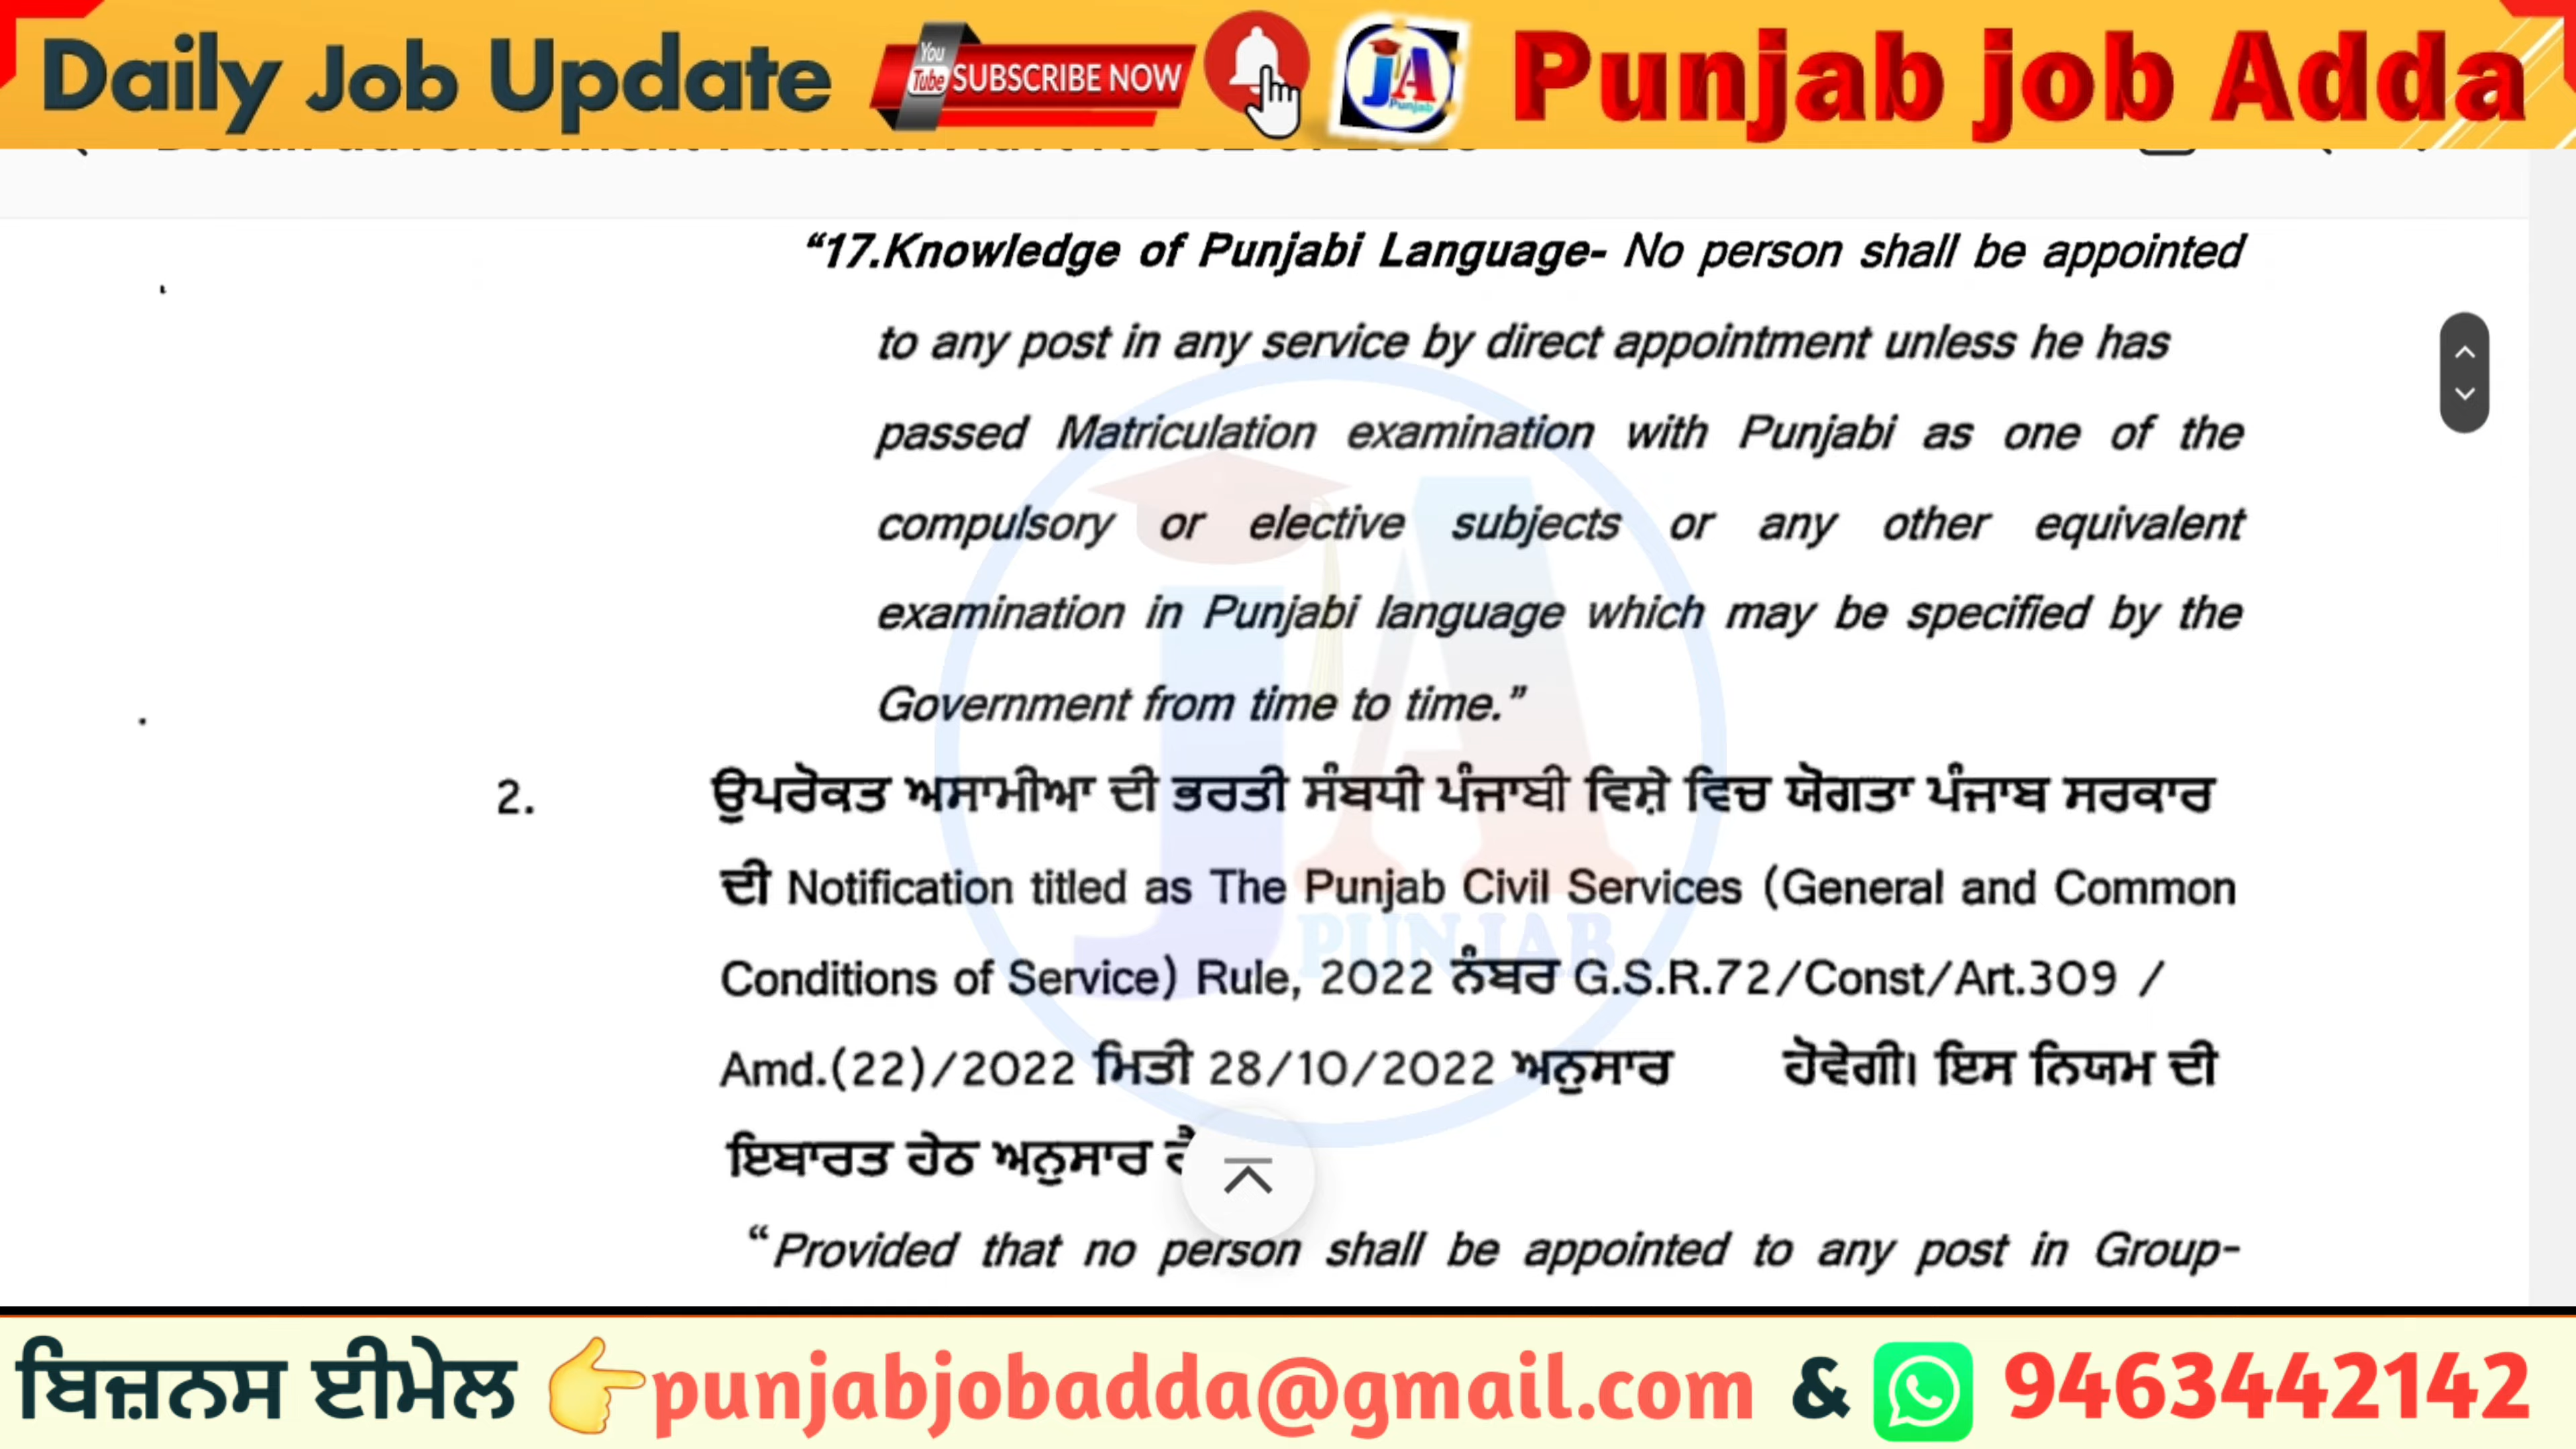 Daily Job Update You Tube SUBSCRIBE NOW jA Punjab Punjab job Adda
“17.Knowledge of Punjabi Language- No person shall be appointed
to any post in any service by direct appointment unless he has
passed Matriculation examination with Punjabi as one of the
compulsory or elective subjects or any other equivalent
examination in Punjabi language which may be specified by the
Government from time to time.”
2. ਉਪਰੋਕਤ ਅਸਾਮੀਆ ਦੀ ਭਰਤੀ ਸੰਬਧੀ ਪੰਜਾਬੀ ਵਿਸ਼ੇ ਵਿਚ ਯੋਗਤਾ ਪੰਜਾਬ ਸਰਕਾਰ
ਦੀ Notification titled as The Punjab Civil Services (General and Common
Conditions of Service) Rule, 2022 ਨੰਬਰ G.S.R.72/Const/Art.309 /
Amd.(22)/2022 ਮਿਤੀ 28/10/2022 ਅਨੁਸਾਰ ਹੋਵੇਗੀ। ਇਸ ਨਿਯਮ ਦੀ
ਇਬਾਰਤ ਹੇਠ ਅਨੁਸਾਰ
“Provided that no person shall be appointed to any post in Group-
jA PUNJAB
ਬਿਜ਼ਨਸ ਈਮੇਲ punjabjobadda@gmail.com & 9463442142